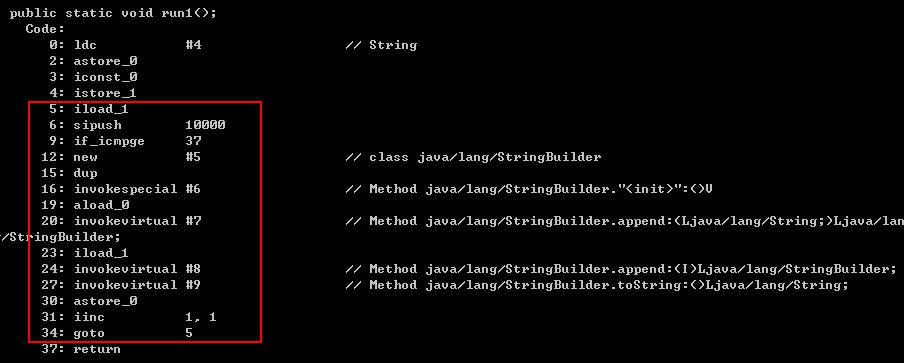 public static void run1();
Code:
0: ldc #4 // String
2: astore_0
3: iconst_0
4: istore_1
5: iload_1
6: sipush 10000
9: if_icmpge 37
12: new #5 // class java/lang/StringBuilder
15: dup
16: invokespecial #6 // Method java/lang/StringBuilder."<init>":()V
19: aload_0
20: invokevirtual #7 // Method java/lang/StringBuilder.append:(Ljava/lang/String;)Ljava/lan
/StringBuilder;
23: iload_1
24: invokevirtual #8 // Method java/lang/StringBuilder.append:(I)Ljava/lang/StringBuilder;
27: invokevirtual #9 // Method java/lang/StringBuilder.toString:()Ljava/lang/String;
30: astore_0
31: iinc 1, 1
34: goto 5
37: return